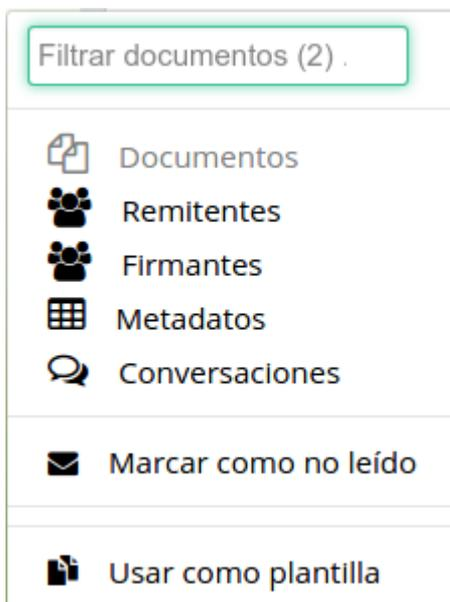 Filtrar documentos (2) .
Documentos
Remitentes
Firmantes
Metadatos
Conversaciones
Marcar como no leído
Usar como plantilla